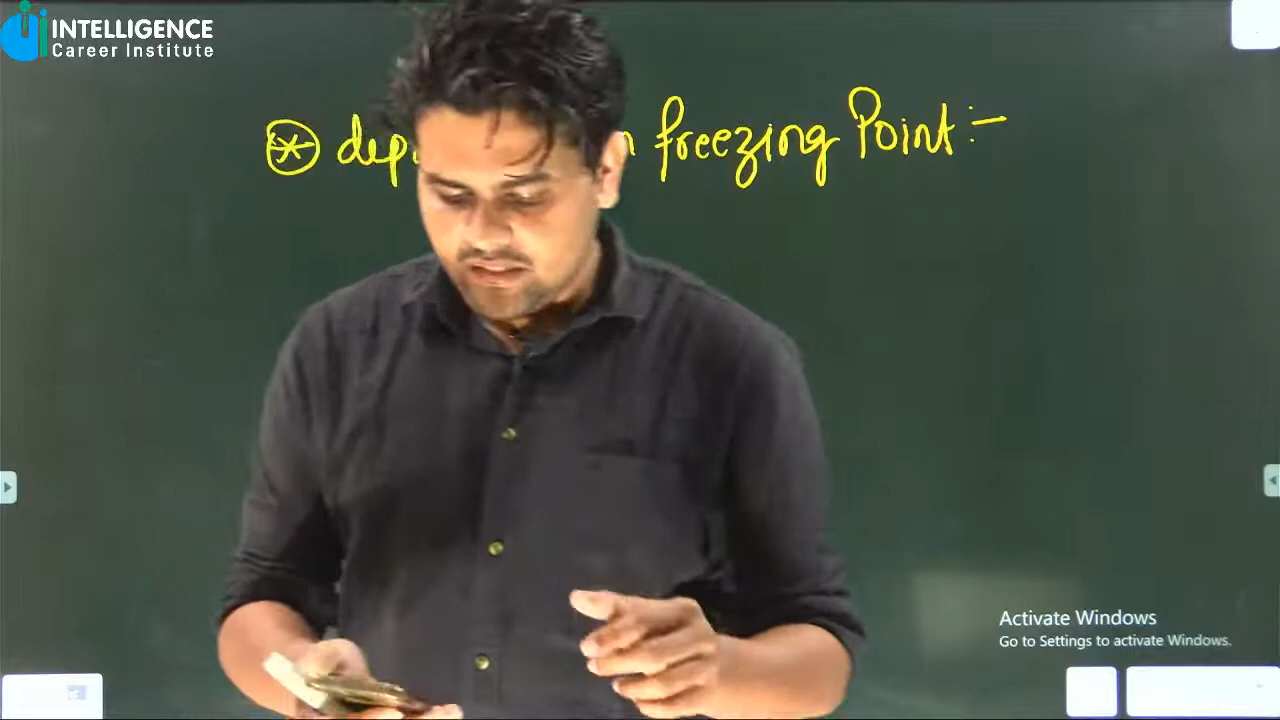 INTELLIGENCE
Career Institute
freezing Point :-
Activate Windows
Go to Settings to activate Windows.